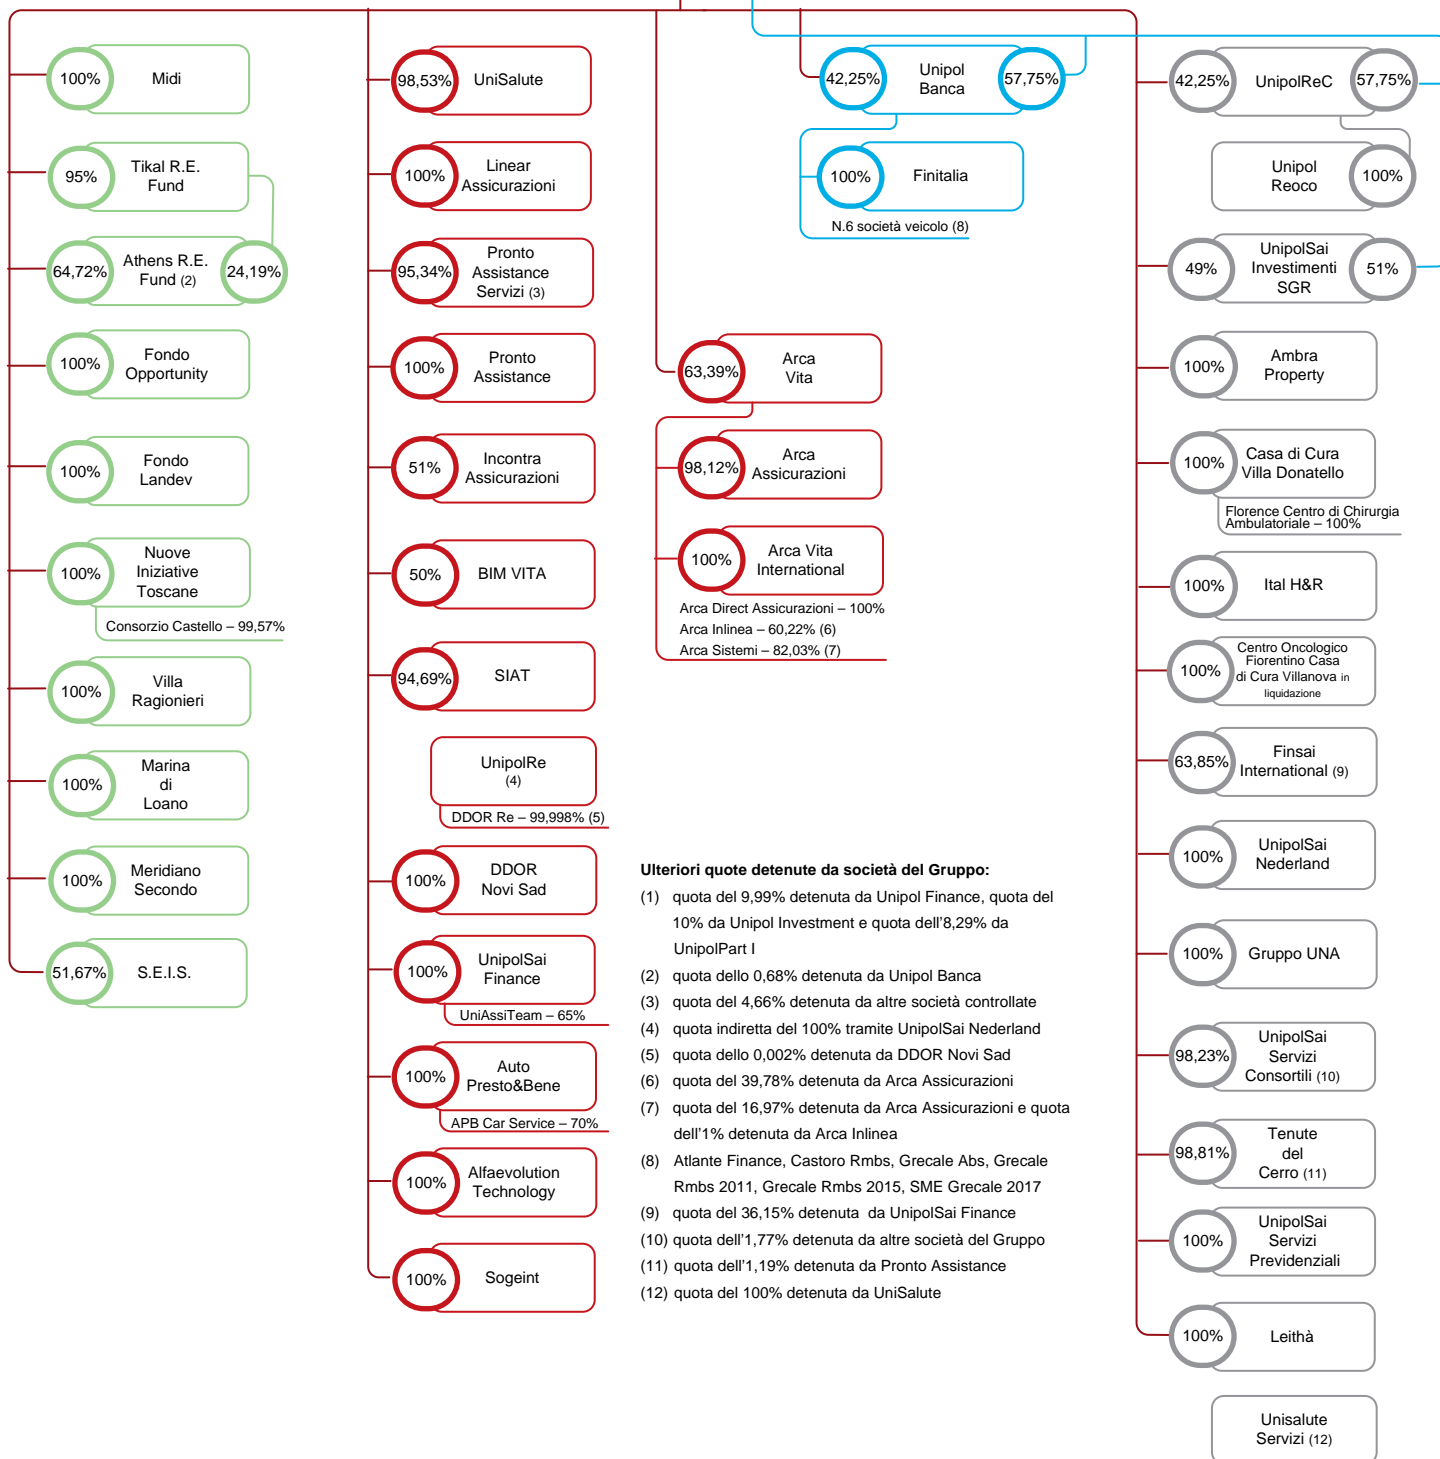 100%
Midi
95%
Tikal R.E.
Fund
64,72%
Athens R.E.
Fund (2)
24,19%
100%
Fondo
Opportunity
100%
Fondo
Landev
100%
Nuove
Iniziative
Toscane
Consorzio Castello – 99,57%
100%
Villa
Ragionieri
100%
Marina
di
Loano
100%
Meridiano
Secondo
51,67%
S.E.I.S.
98,53%
UniSalute
100%
Linear
Assicurazioni
95,34%
Pronto
Assistance
Servizi (3)
100%
Pronto
Assistance
51%
Incontra
Assicurazioni
50%
BIM VITA
94,69%
SIAT
UnipolRe
(4)
DDOR Re – 99,998% (5)
100%
DDOR
Novi Sad
100%
UnipolSai
Finance
UniAssiTeam – 65%
100%
Auto
Presto&Bene
APB Car Service – 70%
100%
Alfaevolution
Technology
100%
Sogeint
63,39%
Arca
Vita
98,12%
Arca
Assicurazioni
100%
Arca Vita
International
Arca Direct Assicurazioni – 100%
Arca Inlinea – 60,22% (6)
Arca Sistemi – 82,03% (7)
42,25%
Unipol
Banca
57,75%
100%
Finitalia
N.6 società veicolo (8)
42,25%
UnipolReC
57,75%
Unipol
Reoco
100%
49%
UnipolSai
Investimenti
SGR
51%
100%
Ambra
Property
100%
Casa di Cura
Villa Donatello
Florence Centro di Chirurgia
Ambulatoriale – 100%
100%
Ital H&R
100%
Centro Oncologico
Fiorentino Casa
di Cura Villanova in
liquidazione
63,85%
Finsai
International (9)
100%
UnipolSai
Nederland
100%
Gruppo UNA
98,23%
UnipolSai
Servizi
Consortili (10)
98,81%
Tenute
del
Cerro (11)
100%
UnipolSai
Servizi
Previdenziali
100%
Leithà
Unisalute
Servizi (12)
Ulteriori quote detenute da società del Gruppo:
(1) quota del 9,99% detenuta da Unipol Finance, quota del
10% da Unipol Investment e quota dell'8,29% da
UnipolPart I
(2) quota dello 0,68% detenuta da Unipol Banca
(3) quota del 4,66% detenuta da altre società controllate
(4) quota indiretta del 100% tramite UnipolSai Nederland
(5) quota dello 0,002% detenuta da DDOR Novi Sad
(6) quota del 39,78% detenuta da Arca Assicurazioni
(7) quota del 16,97% detenuta da Arca Assicurazioni e quota
dell'1% detenuta da Arca Inlinea
(8) Atlante Finance, Castoro Rmbs, Grecale Abs, Grecale
Rmbs 2011, Grecale Rmbs 2015, SME Grecale 2017
(9) quota del 36,15% detenuta da UnipolSai Finance
(10) quota dell'1,77% detenuta da altre società del Gruppo
(11) quota dell'1,19% detenuta da Pronto Assistance
(12) quota del 100% detenuta da UniSalute